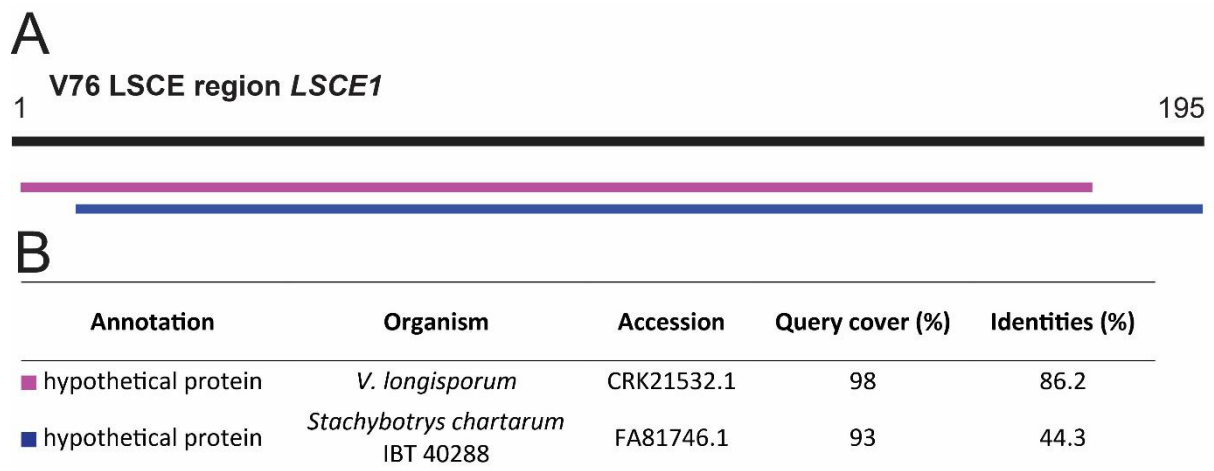 A
V76 LSCE region LSCE1
1 195
B
Annotation Organism Accession Query cover (%) Identities (%)
hypothetical protein V. longisporum CRK21532.1 98 86.2
hypothetical protein Stachybotrys chartarum IBT 40288 FA81746.1 93 44.3